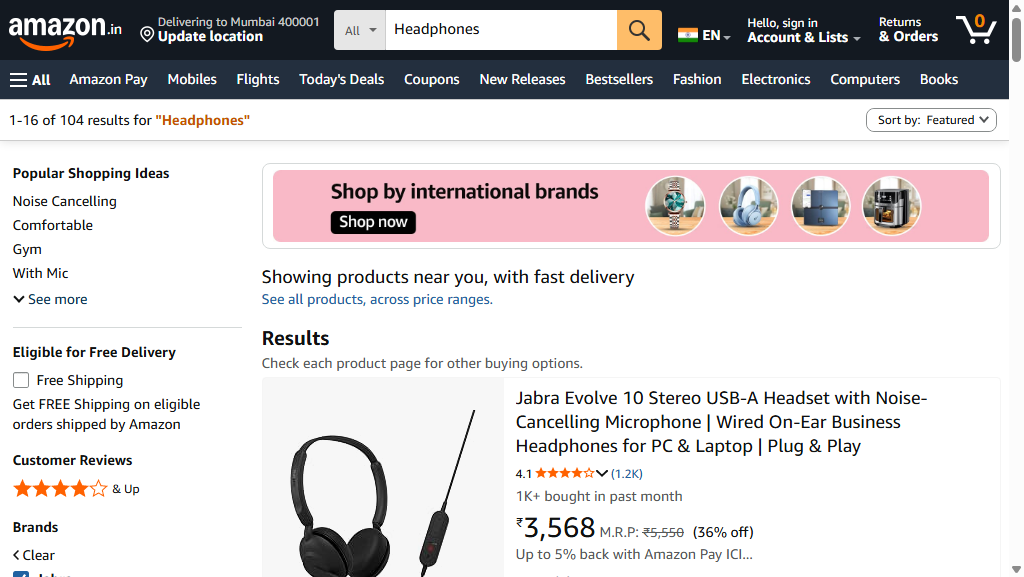 amazon.in
Delivering to Mumbai 400001
Update location
All
Headphones
EN
Hello, sign in
Account & Lists
Returns
& Orders
0
All
Amazon Pay
Mobiles
Flights
Today's Deals
Coupons
New Releases
Bestsellers
Fashion
Electronics
Computers
Books
1-16 of 104 results for "Headphones"
Sort by: Featured
Popular Shopping Ideas
Noise Cancelling
Comfortable
Gym
With Mic
See more
Eligible for Free Delivery
Free Shipping
Get FREE Shipping on eligible
orders shipped by Amazon
Customer Reviews
& Up
Brands
Clear
Jabra
Shop by international brands
Shop now
Showing products near you, with fast delivery
See all products, across price ranges.
Results
Check each product page for other buying options.
Jabra Evolve 10 Stereo USB-A Headset with Noise-
Cancelling Microphone | Wired On-Ear Business
Headphones for PC & Laptop | Plug & Play
4.1 (1.2K)
1K+ bought in past month
₹3,568 M.R.P: ₹5,550 (36% off)
Up to 5% back with Amazon Pay ICI...